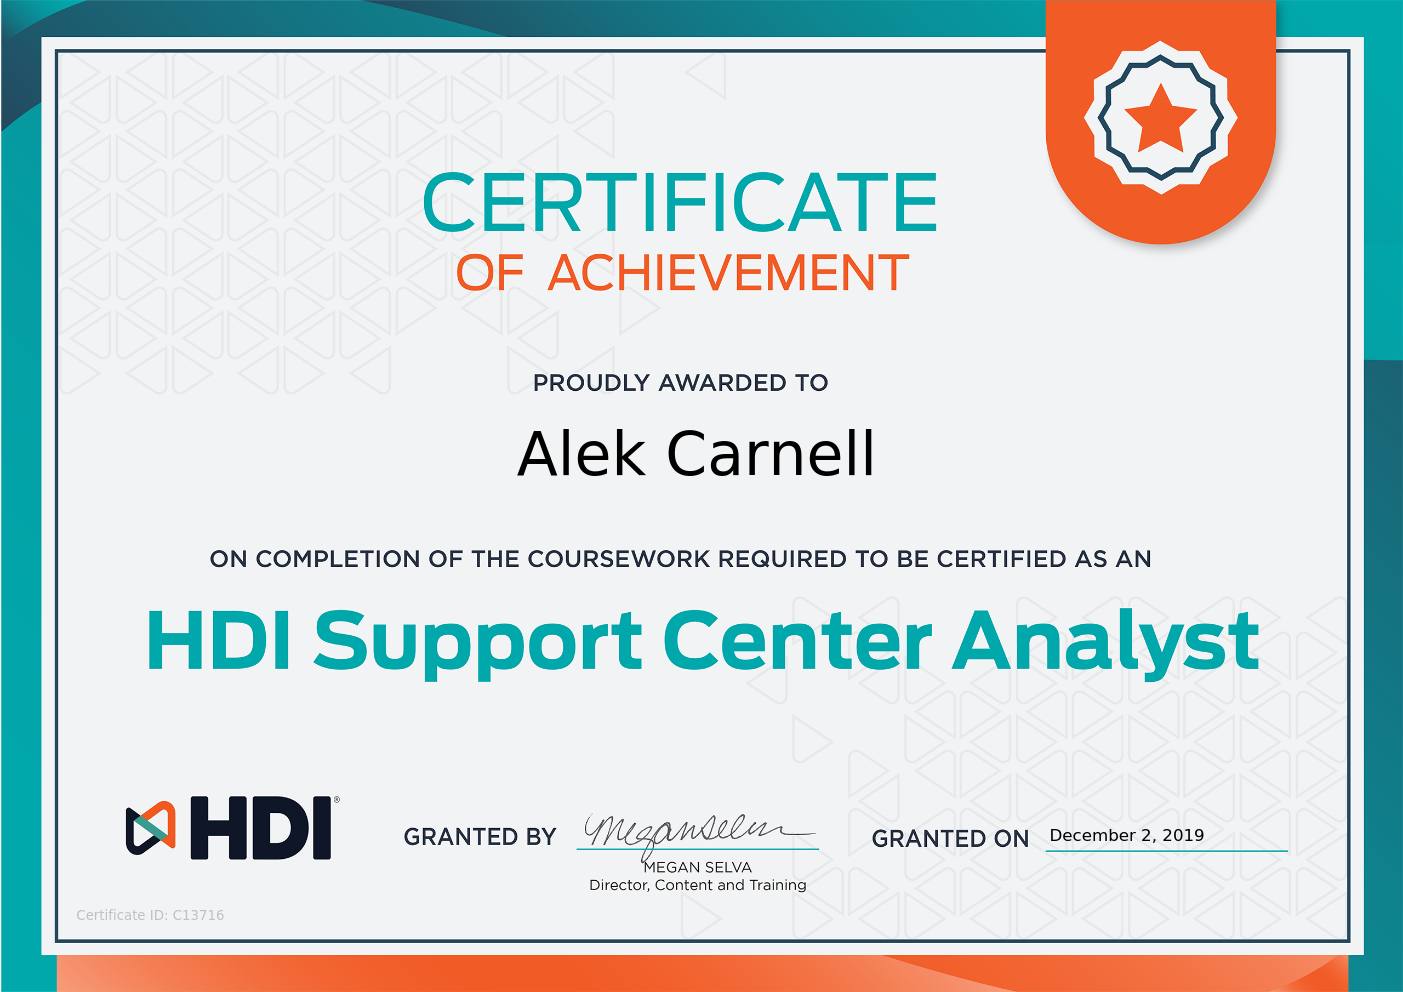 CERTIFICATE
OF ACHIEVEMENT
PROUDLY AWARDED TO
Alek Carnell
ON COMPLETION OF THE COURSEWORK REQUIRED TO BE CERTIFIED AS AN
HDI Support Center Analyst
HDI®
GRANTED BY
Meganselva
MEGAN SELVA
Director, Content and Training
GRANTED ON
December 2, 2019
Certificate ID: C13716